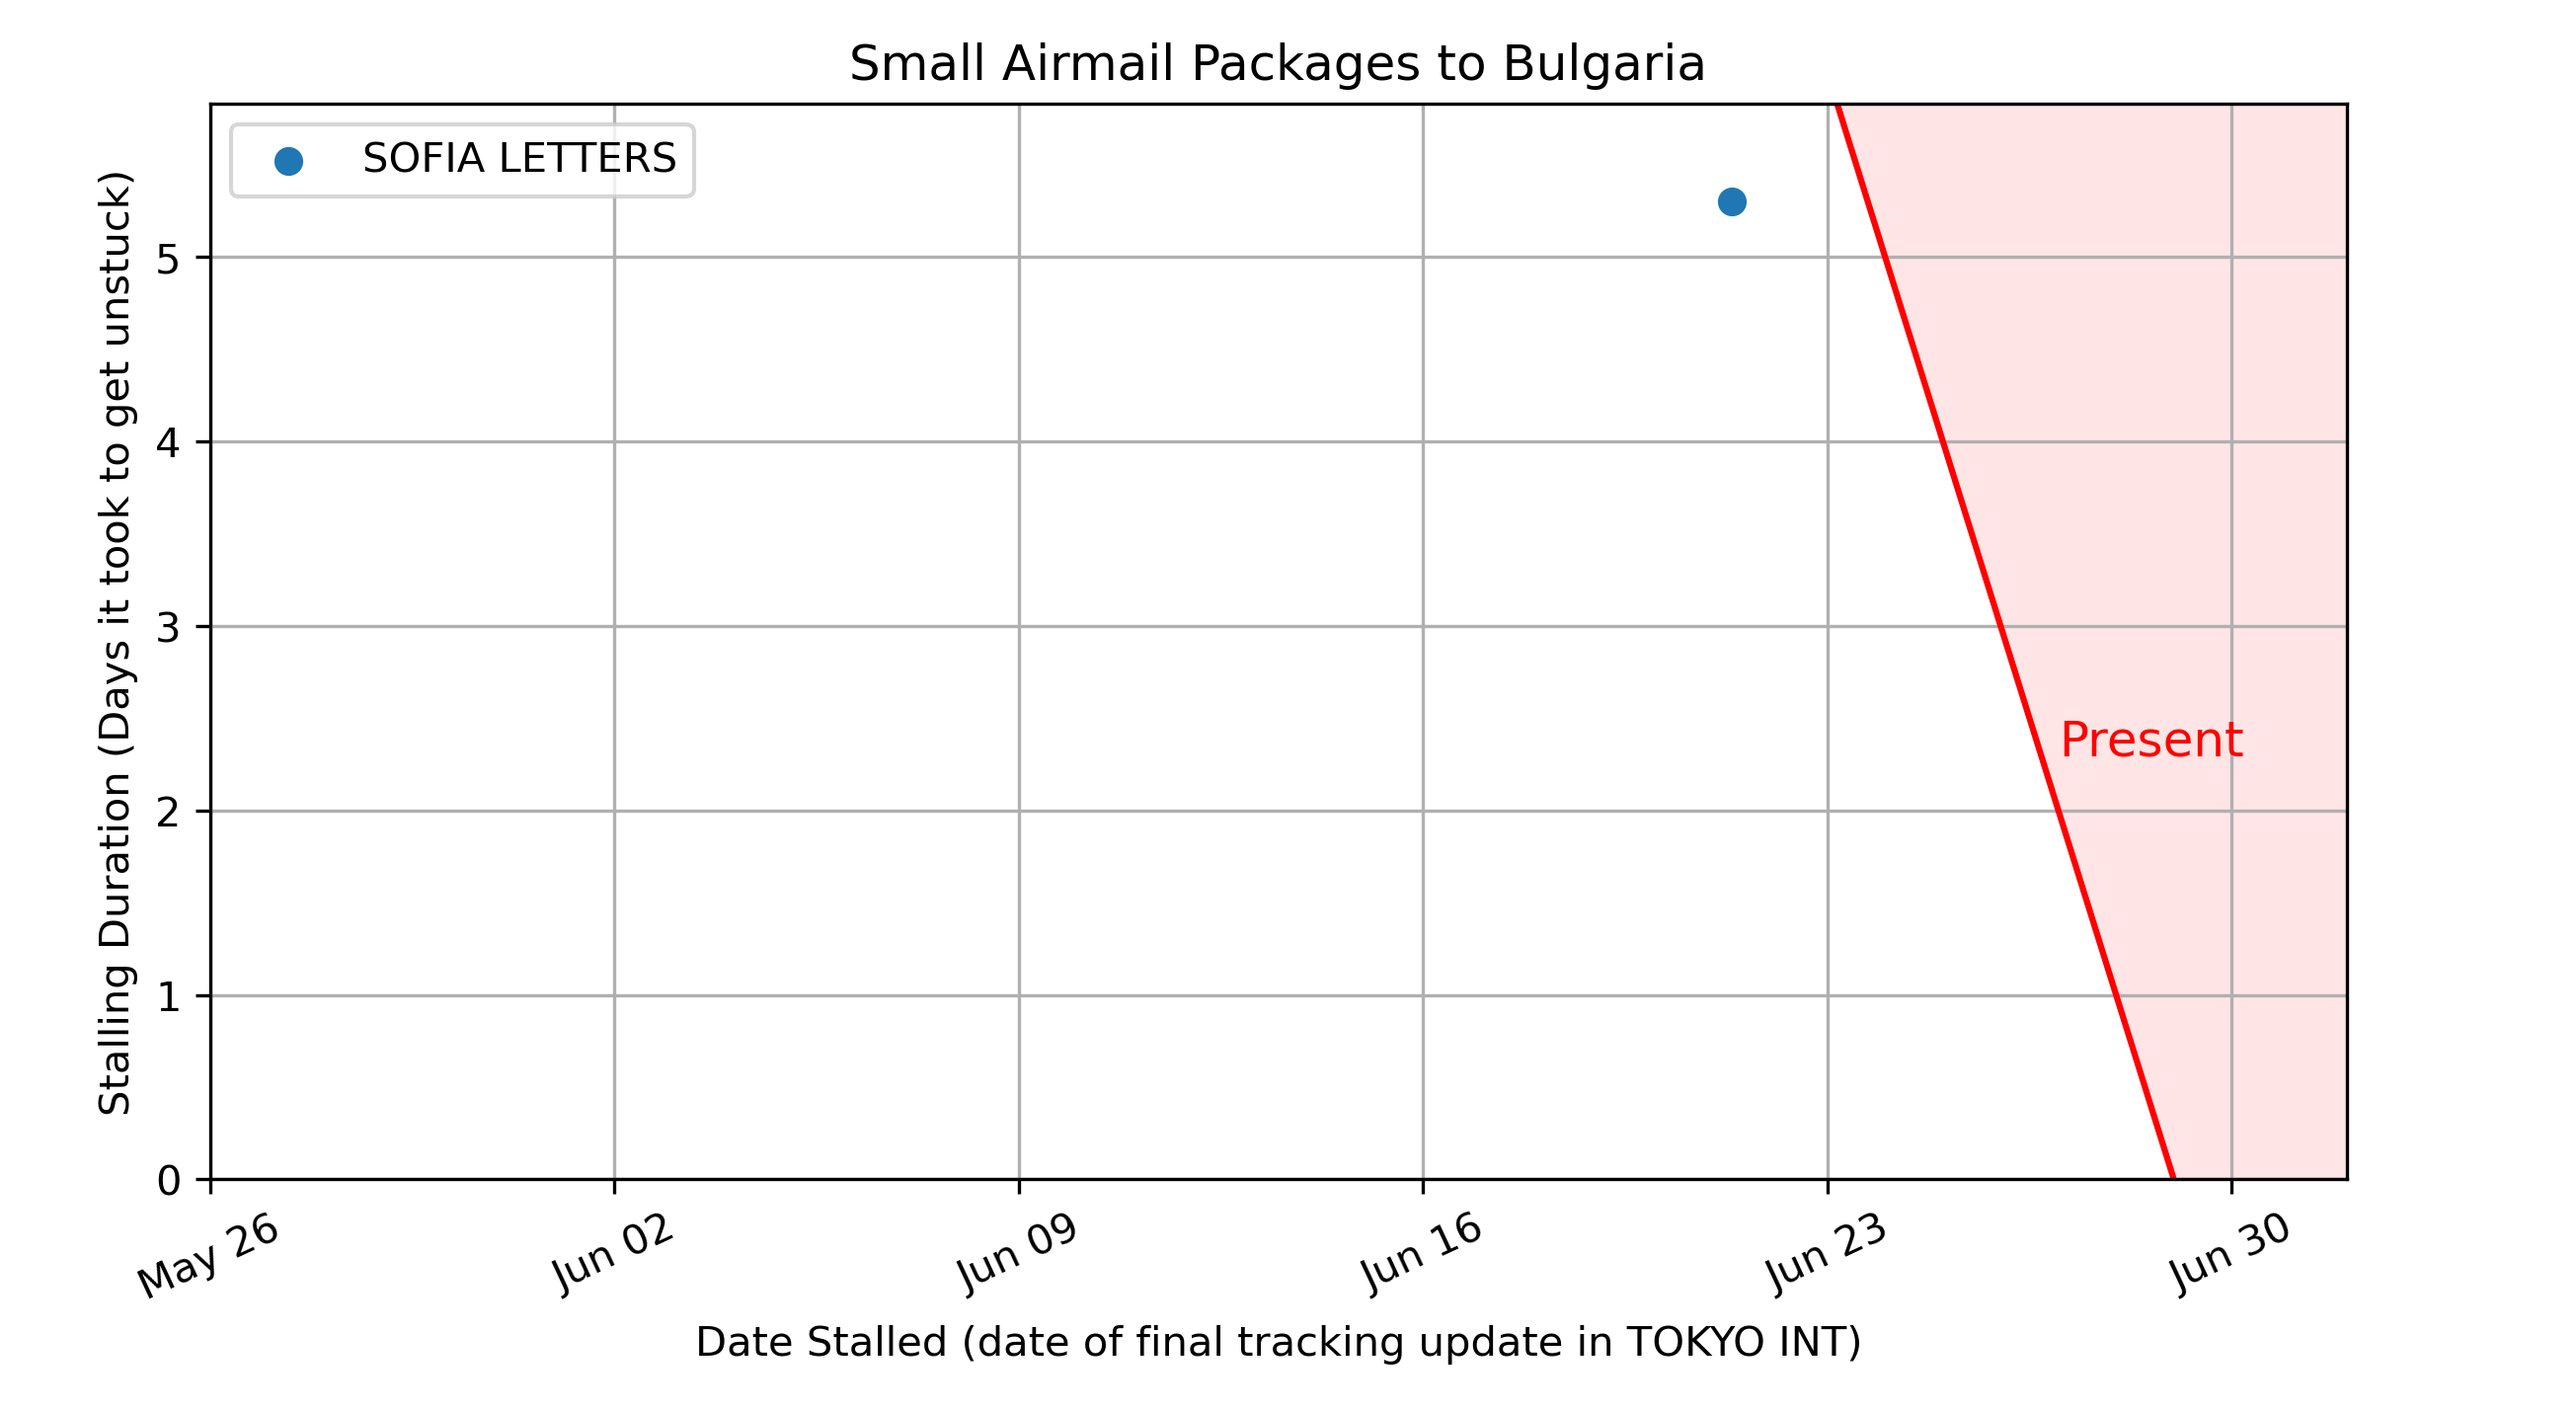 Small Airmail Packages to Bulgaria
SOFIA LETTERS
Stalling Duration (Days it took to get unstuck)
5
4
3
2
1
0
Present
May 26
Jun 02
Jun 09
Jun 16
Jun 23
Jun 30
Date Stalled (date of final tracking update in TOKYO INT)